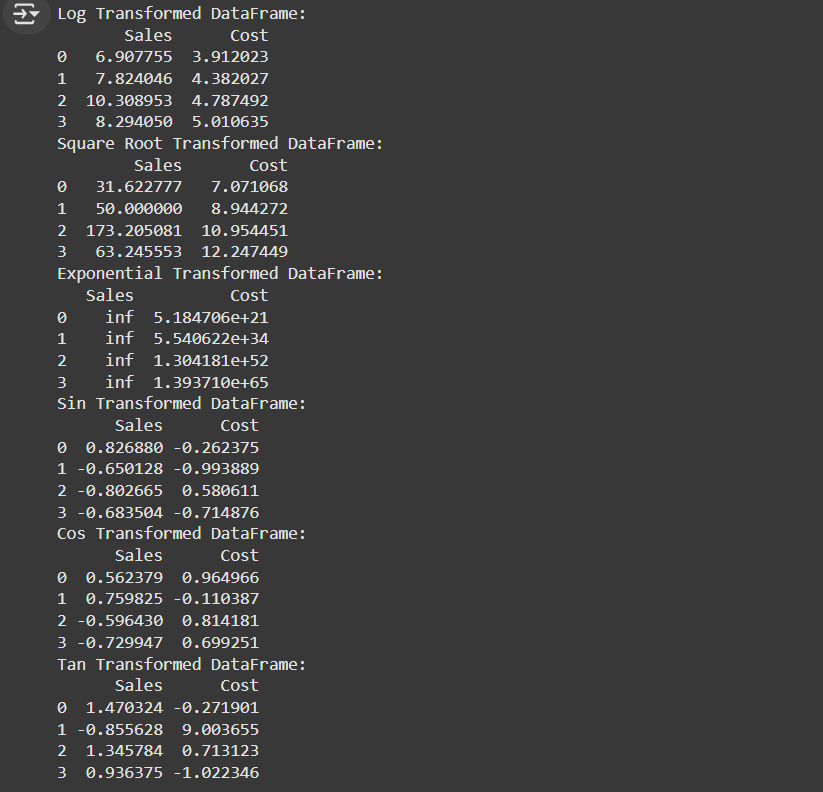 Log Transformed DataFrame:
       Sales      Cost
0   6.907755  3.912023
1   7.824046  4.382027
2  10.308953  4.787492
3   8.294050  5.010635
Square Root Transformed DataFrame:
        Sales       Cost
0   31.622777   7.071068
1   50.000000   8.944272
2  173.205081  10.954451
3   63.245553  12.247449
Exponential Transformed DataFrame:
   Sales          Cost
0    inf  5.184706e+21
1    inf  5.540622e+34
2    inf  1.304181e+52
3    inf  1.393710e+65
Sin Transformed DataFrame:
      Sales      Cost
0  0.826880 -0.262375
1 -0.650128 -0.993889
2 -0.802665  0.580611
3 -0.683504 -0.714876
Cos Transformed DataFrame:
      Sales      Cost
0  0.562379  0.964966
1  0.759825 -0.110387
2 -0.596430  0.814181
3 -0.729947  0.699251
Tan Transformed DataFrame:
      Sales      Cost
0  1.470324 -0.271901
1 -0.855628  9.003655
2  1.345784  0.713123
3  0.936375 -1.022346